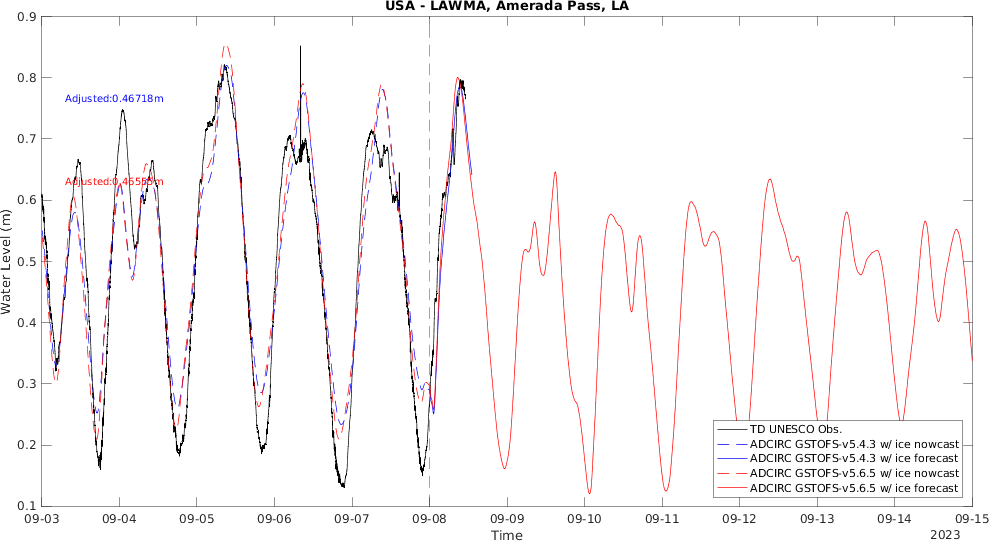 USA - LAWMA, Amerada Pass, LA
0.9
0.8
0.7
0.6
0.5
0.4
0.3
0.2
0.1
Water Level (m)
Adjusted:0.46718m
TD UNESCO Obs.
ADCIRC GSTOFS-v5.4.3 w/ ice nowcast
ADCIRC GSTOFS-v5.4.3 w/ ice forecast
ADCIRC GSTOFS-v5.6.5 w/ ice nowcast
ADCIRC GSTOFS-v5.6.5 w/ ice forecast
09-03 09-04 09-05 09-06 09-07 09-08 09-09 09-10 09-11 09-12 09-13 09-14 09-15
Time
2023